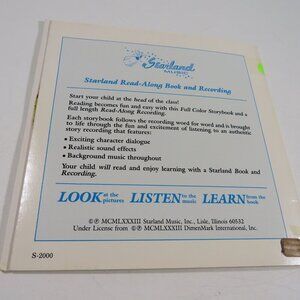 Starland
MUSIC
Starland Read-Along Book and Recording
Start your child at the head of the class!
Reading becomes fun and easy with this Full Color Storybook and a
full length Read-Along Recording.
Each storybook follows the recording word for word and is brought
to life through the fun and excitement of listening to an authentic
story recording that features:
• Exciting character dialogue
• Realistic sound effects
• Background music throughout
Your child will read and enjoy learning with a Starland Book and
Recording.
LOOK at the pictures LISTEN to the music LEARN from the book
©℗ MCMLXXXIII Starland Music, Inc., Lisle, Illinois 60532
Under License from ©℗ MCMLXXXIII DimenMark International, Inc.
S-2000